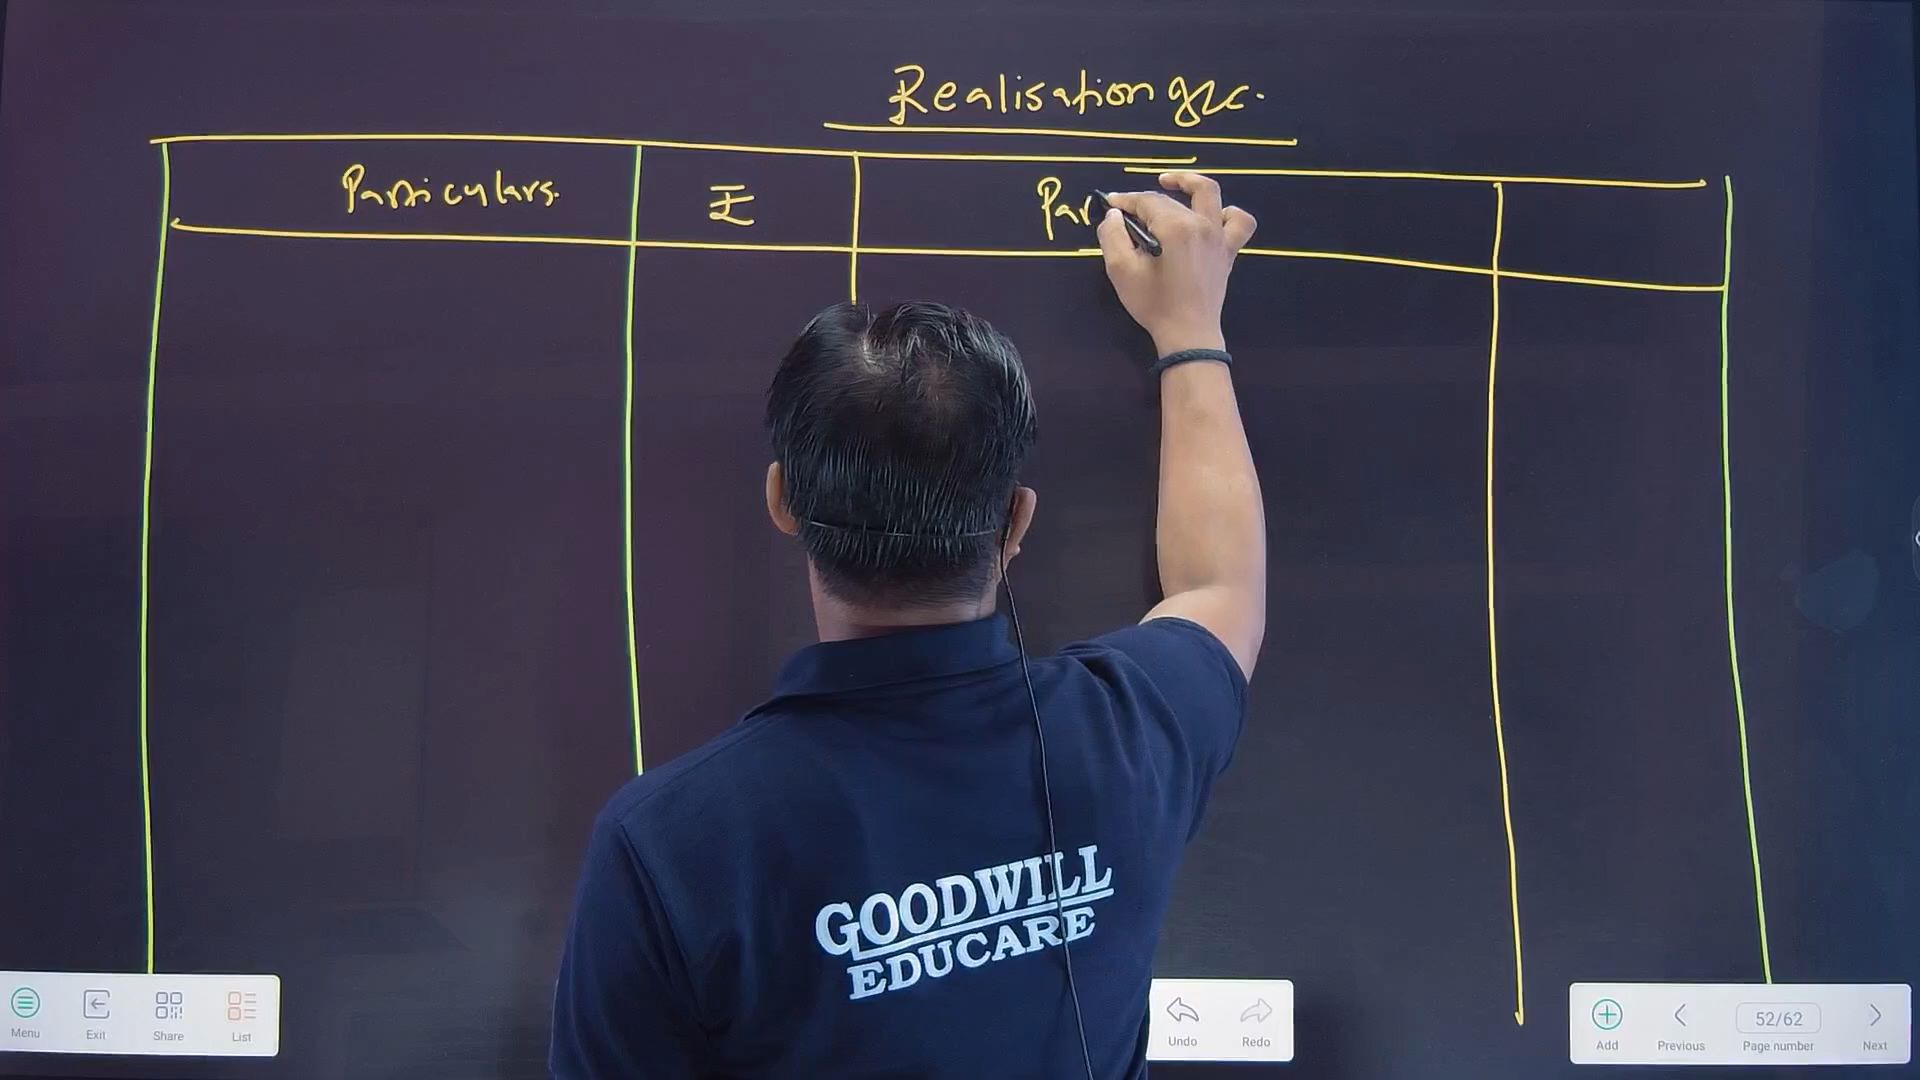 Realisation a/c.
Particulars. ₹ Par
GOODWILL
EDUCARE
Menu Exit Share List
Undo Redo
Add Previous 52/62 Page number Next